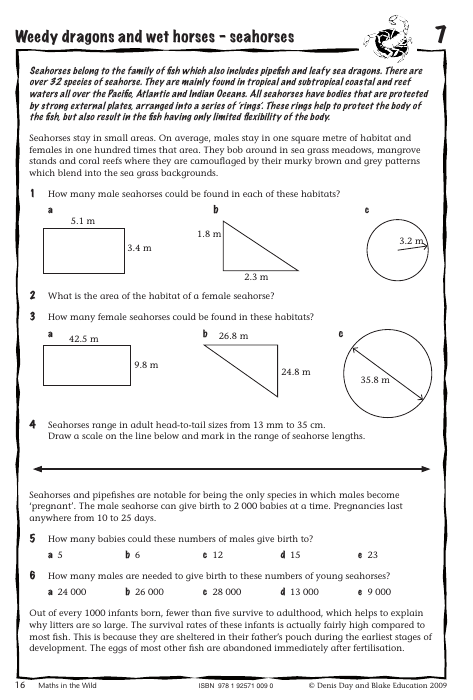 Weedy dragons and wet horses – seahorses
7
Seahorses belong to the family of fish which also includes pipefish and leafy sea dragons. There are
over 32 species of seahorse. They are mainly found in tropical and subtropical coastal and reef
waters all over the Pacific, Atlantic and Indian Oceans. All seahorses have bodies that are protected
by strong external plates, arranged into a series of ‘rings’. These rings help to protect the body of
the fish, but also result in the fish having only limited flexibility of the body.
Seahorses stay in small areas. On average, males stay in one square metre of habitat and
females in one hundred times that area. They bob around in sea grass meadows, mangrove
stands and coral reefs where they are camouflaged by their murky brown and grey patterns
which blend into the sea grass backgrounds.
1 How many male seahorses could be found in each of these habitats?
a b c
5.1 m
3.4 m
1.8 m
2.3 m
3.2 m
2 What is the area of the habitat of a female seahorse?
3 How many female seahorses could be found in these habitats?
a b c
42.5 m
9.8 m
26.8 m
24.8 m
35.8 m
4 Seahorses range in adult head-to-tail sizes from 13 mm to 35 cm.
Draw a scale on the line below and mark in the range of seahorse lengths.
Seahorses and pipefishes are notable for being the only species in which males become
‘pregnant’. The male seahorse can give birth to 2 000 babies at a time. Pregnancies last
anywhere from 10 to 25 days.
5 How many babies could these numbers of males give birth to?
a 5 b 6 c 12 d 15 e 23
6 How many males are needed to give birth to these numbers of young seahorses?
a 24 000 b 26 000 c 28 000 d 13 000 e 9 000
Out of every 1000 infants born, fewer than five survive to adulthood, which helps to explain
why litters are so large. The survival rates of these infants is actually fairly high compared to
most fish. This is because they are sheltered in their father’s pouch during the earliest stages of
development. The eggs of most other fish are abandoned immediately after fertilisation.
16 Maths in the Wild ISBN 978 1 92571 009 0 © Denis Day and Blake Education 2009